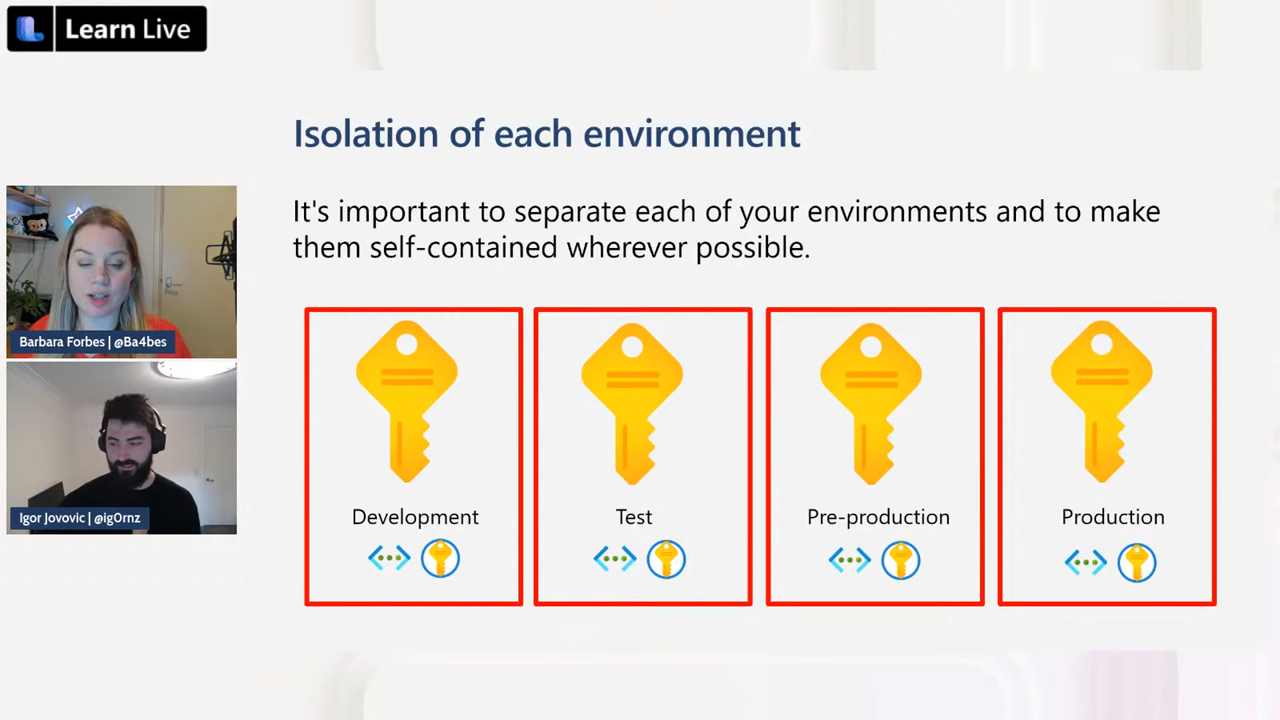 Learn Live
Isolation of each environment
It's important to separate each of your environments and to make
them self-contained wherever possible.
Barbara Forbes | @Ba4bes
Igor Jovovic | @ig0rnz
Development
Test
Pre-production
Production